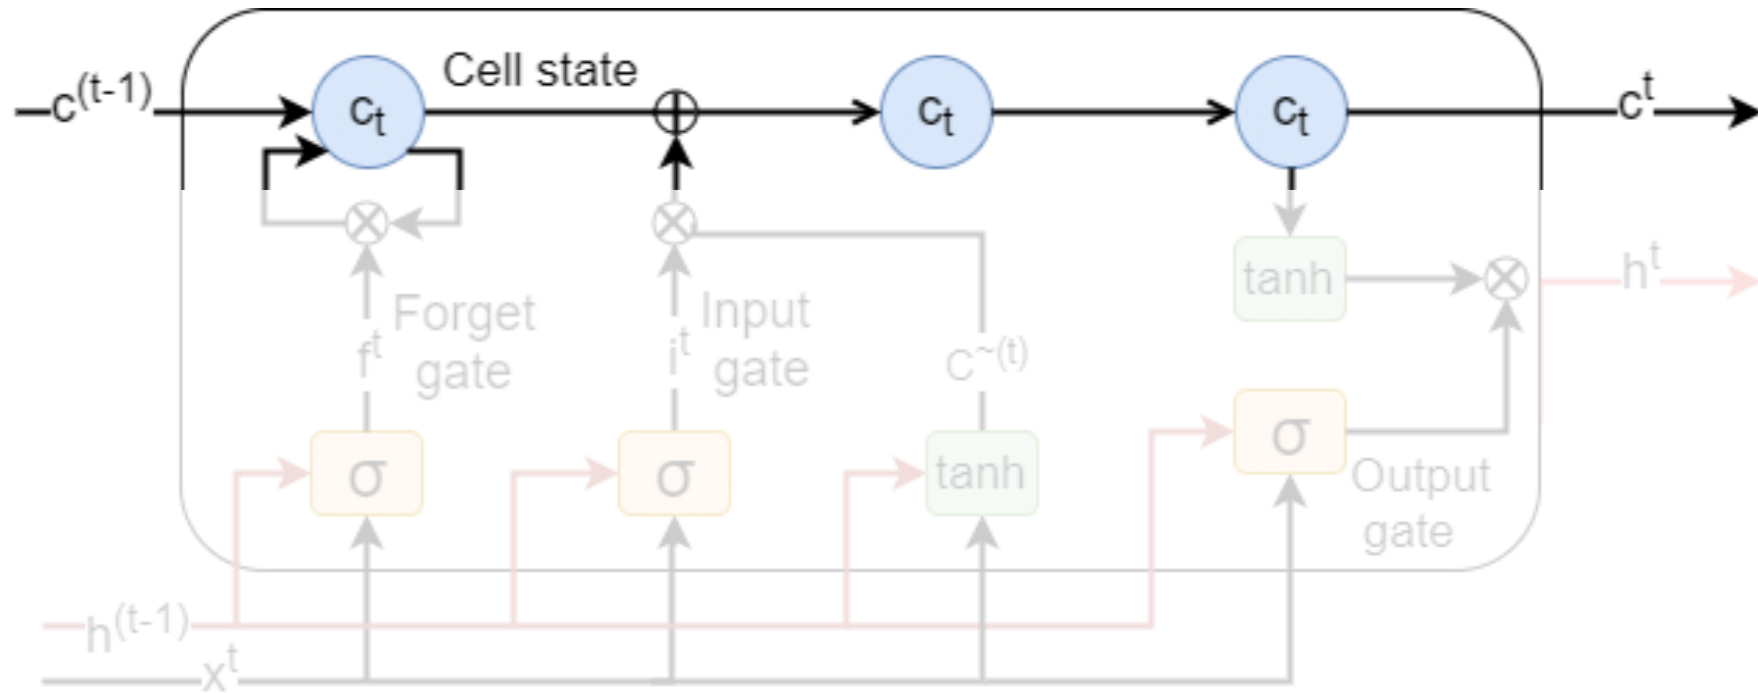 Cell state
c(t-1)
ct
ct
ct
ct
tanh
ht
Forget
gate
Input
gate
ft
it
C~(t)
σ
σ
tanh
σ
Output
gate
h(t-1)
xt